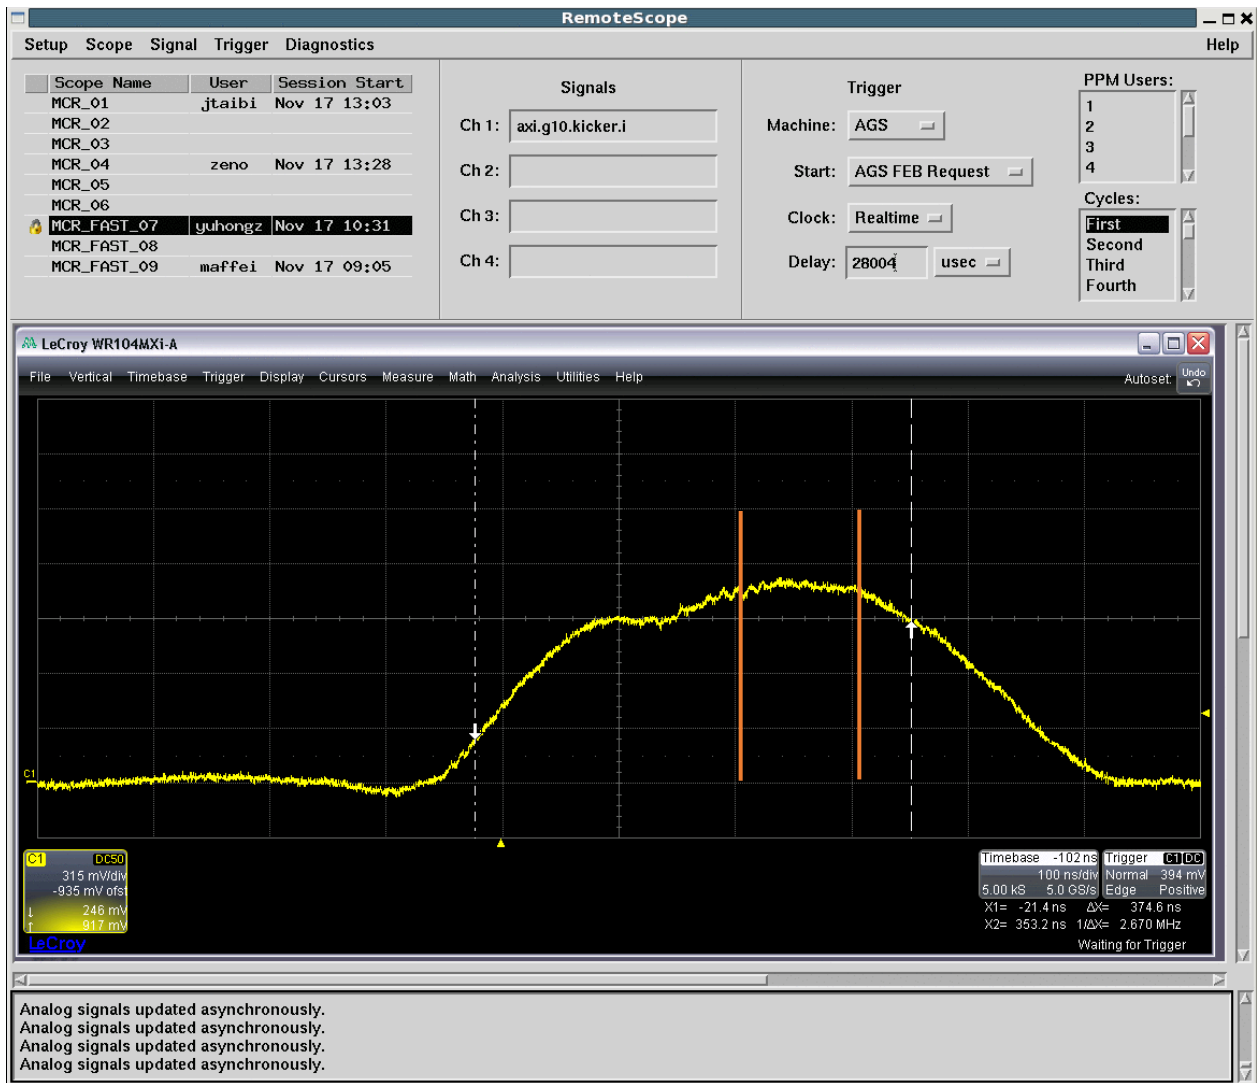 RemoteScope
Setup Scope Signal Trigger Diagnostics Help
Scope Name User Session Start
MCR_01 jtaibi Nov 17 13:03
MCR_02
MCR_03
MCR_04 zeno Nov 17 13:28
MCR_05
MCR_06
MCR_FAST_07 yuhongz Nov 17 10:31
MCR_FAST_08
MCR_FAST_09 maffei Nov 17 09:05
Signals
Ch 1: axi.g10.kicker.i
Ch 2:
Ch 3:
Ch 4:
Trigger
Machine: AGS
Start: AGS FEB Request
Clock: Realtime
Delay: 28004 usec
PPM Users:
1
2
3
4
Cycles:
First
Second
Third
Fourth
LeCroy WR104MXi-A
File Vertical Timebase Trigger Display Cursors Measure Math Analysis Utilities Help
Autoset: Undo
C1
C1 DC50
315 mV/div
-935 mV ofst
246 mV
917 mV
LeCroy
Timebase -102 ns
100 ns/div
5.00 kS 5.0 GS/s
Trigger C1 DC
Normal 394 mV
Edge Positive
X1= -21.4 ns ΔX= 374.6 ns
X2= 353.2 ns 1/ΔX= 2.670 MHz
Waiting for Trigger
Analog signals updated asynchronously.
Analog signals updated asynchronously.
Analog signals updated asynchronously.
Analog signals updated asynchronously.